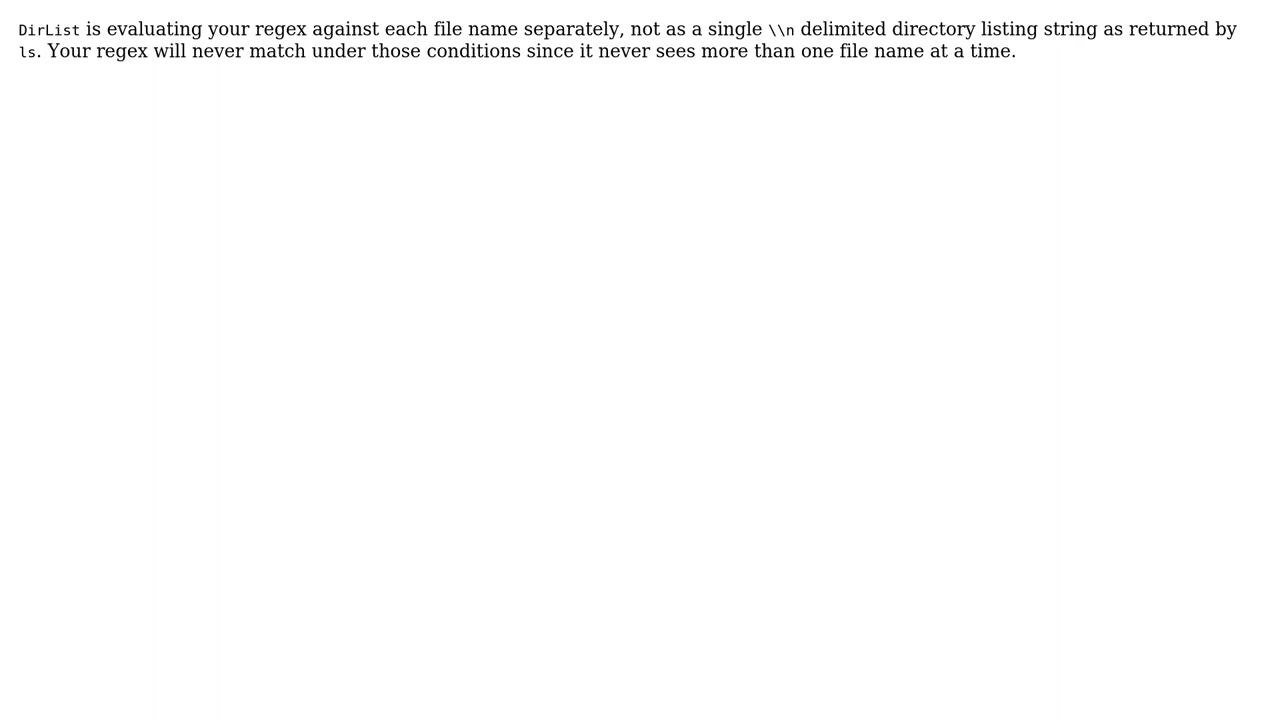 DirList is evaluating your regex against each file name separately, not as a single \\n delimited directory listing string as returned by
ls. Your regex will never match under those conditions since it never sees more than one file name at a time.